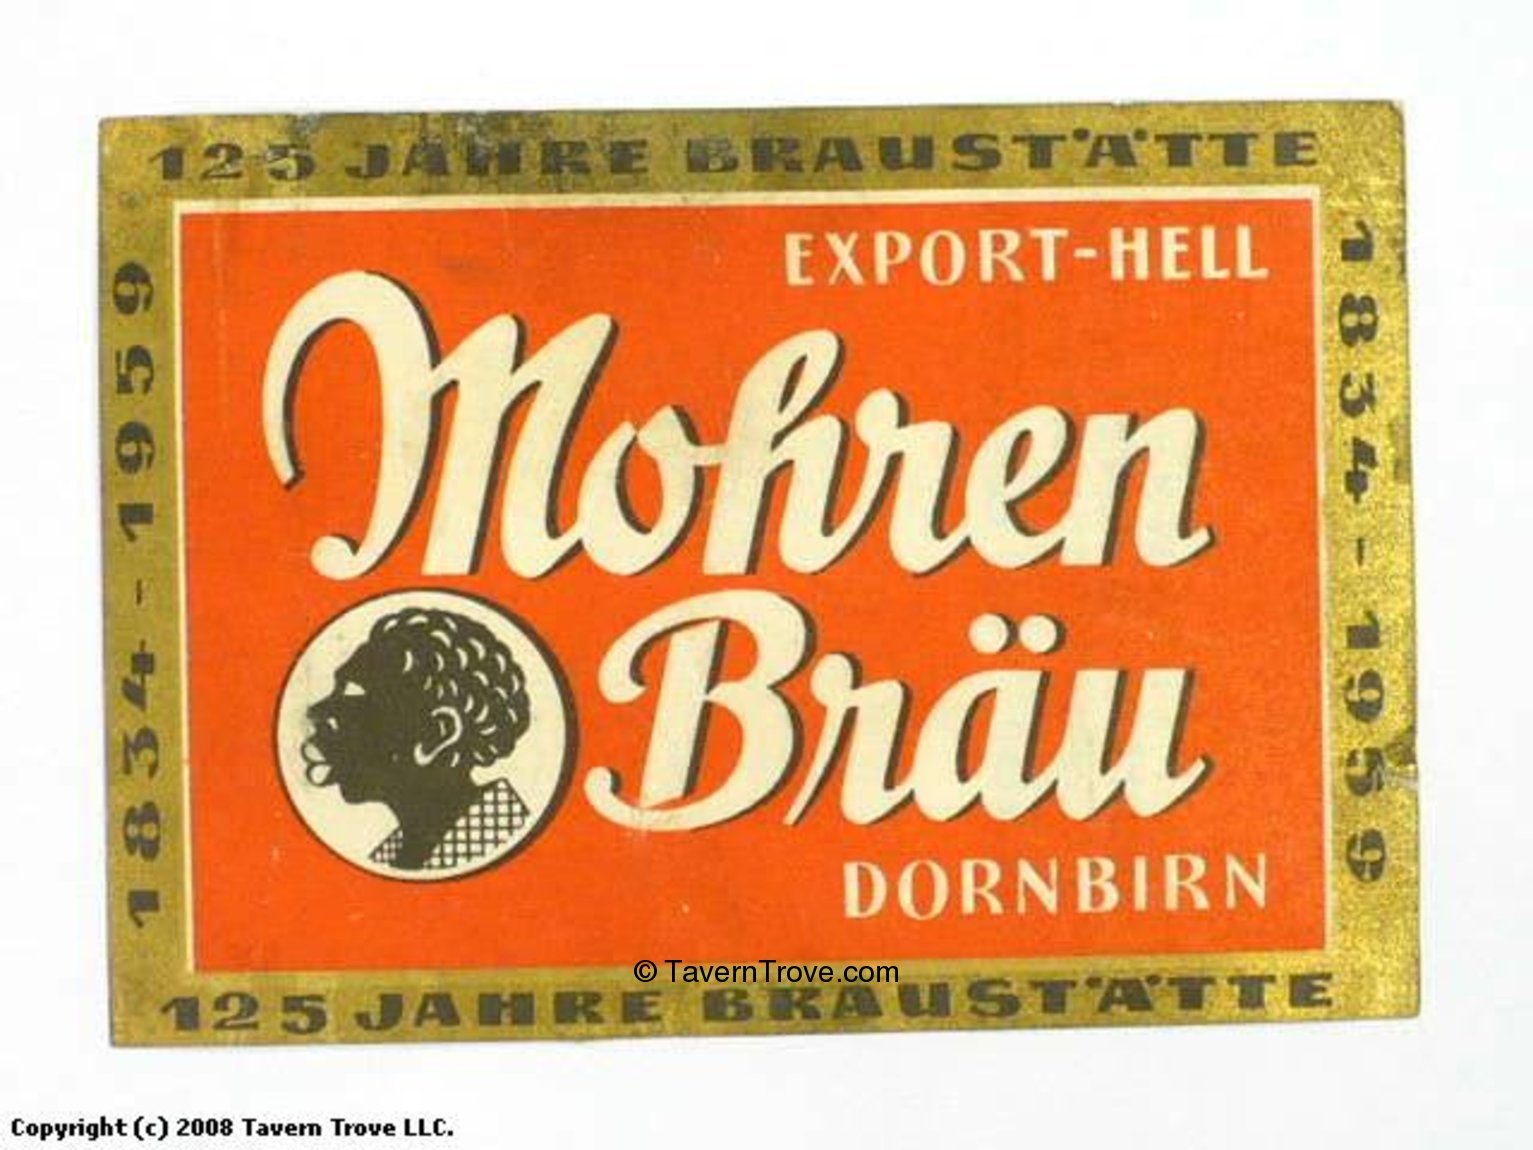 125 JAHRE BRAUSTÄTTE
1834-1959
EXPORT-HELL
1834-1959
Mohren
Bräu
DORNBIRN
© TavernTrove.com
125 JAHRE BRAUSTÄTTE
Copyright (c) 2008 Tavern Trove LLC.